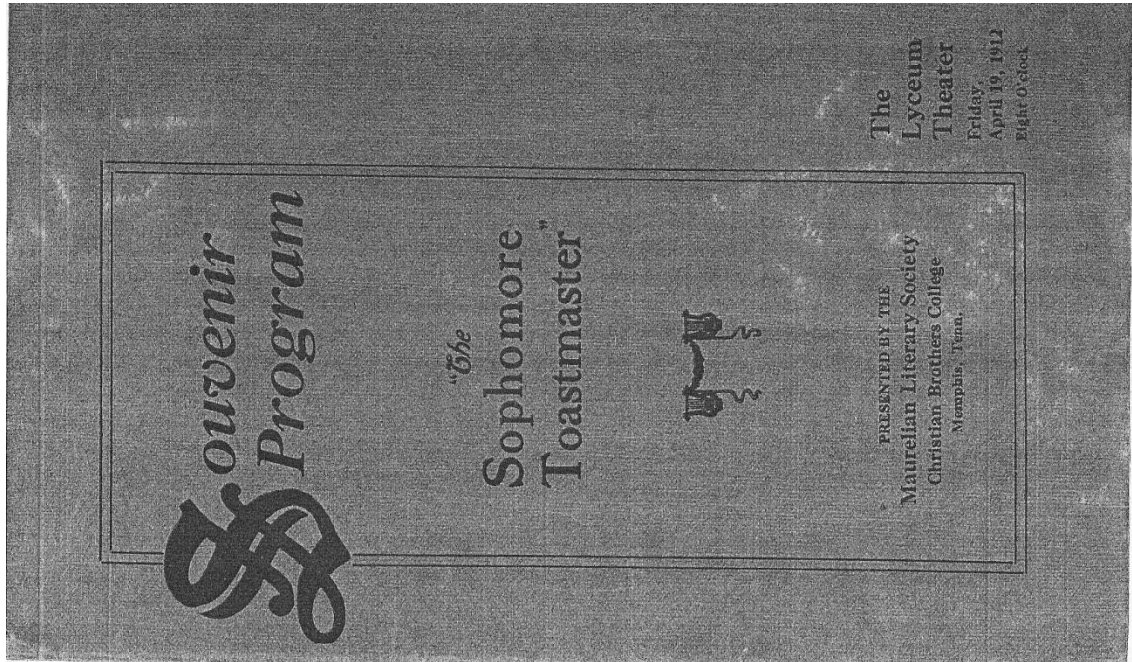 Souvenir
Program
"The
Sophomore
Toastmaster"
PRESENTED BY THE
Maurelian Literary Society
Christian Brothers College
Memphis, Tenn.
The
Lyceum
Theater
Friday,
April 19, 1912
Eight O'clock